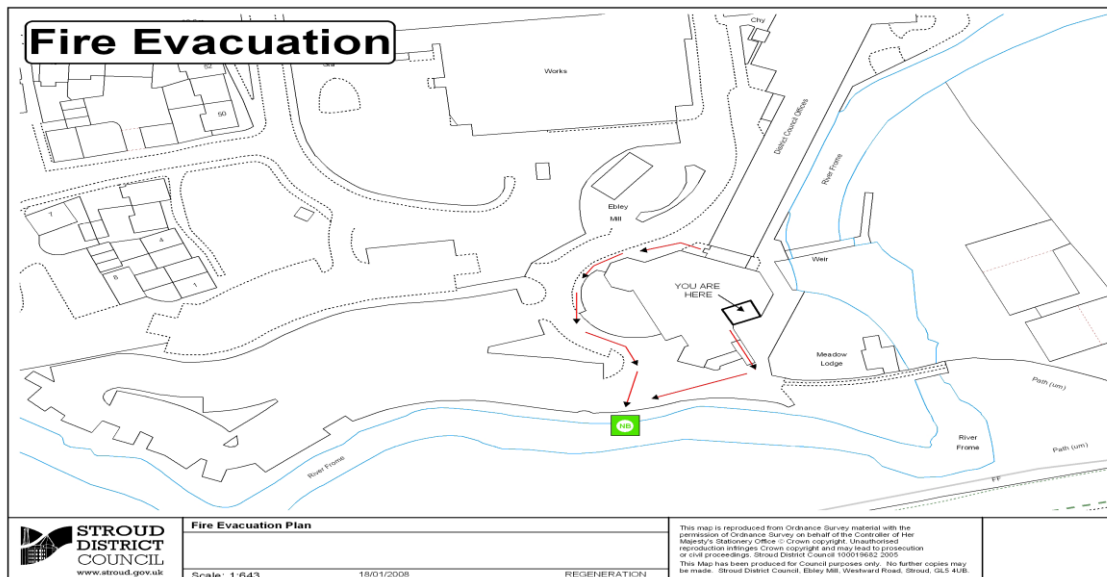 Fire Evacuation
52
50
Works
Chy
District Council Offices
River Frome
Ebley
Mill
7
4
8
1
Weir
YOU ARE
HERE
Meadow
Lodge
Path (um)
NB
River Frome
River
Frome
Path (um)
FF
STROUD
DISTRICT
COUNCIL
www.stroud.gov.uk
Fire Evacuation Plan
Scale: 1:643
18/01/2008
REGENERATION
This map is reproduced from Ordnance Survey material with the
permission of Ordnance Survey on behalf of the Controller of Her
Majesty's Stationery Office © Crown copyright. Unauthorised
reproduction infringes Crown copyright and may lead to prosecution
or civil proceedings. Stroud District Council 100019682 2005
This Map has been produced for Council purposes only. No further copies may
be made. Stroud District Council, Ebley Mill, Westward Road, Stroud, GL5 4UB.